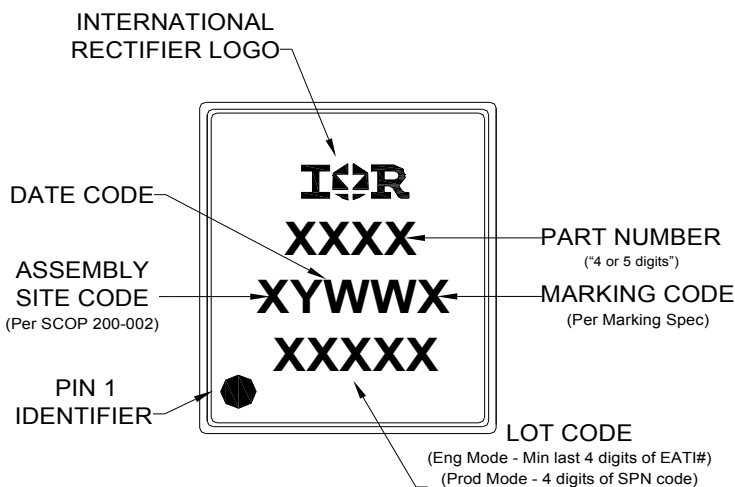 INTERNATIONAL
RECTIFIER LOGO
IOR
DATE CODE
XXXX
PART NUMBER
("4 or 5 digits")
ASSEMBLY
SITE CODE
(Per SCOP 200-002)
XYWWX
MARKING CODE
(Per Marking Spec)
XXXXX
PIN 1
IDENTIFIER
LOT CODE
(Eng Mode - Min last 4 digits of EATI#)
(Prod Mode - 4 digits of SPN code)